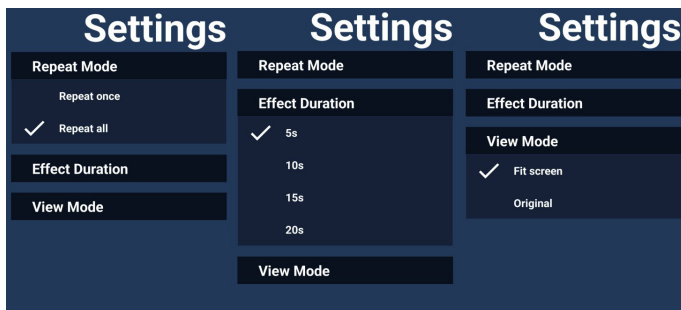 Settings
Repeat Mode
Repeat once
Repeat all
Effect Duration
View Mode
Settings
Repeat Mode
Effect Duration
5s
10s
15s
20s
View Mode
Settings
Repeat Mode
Effect Duration
View Mode
Fit screen
Original